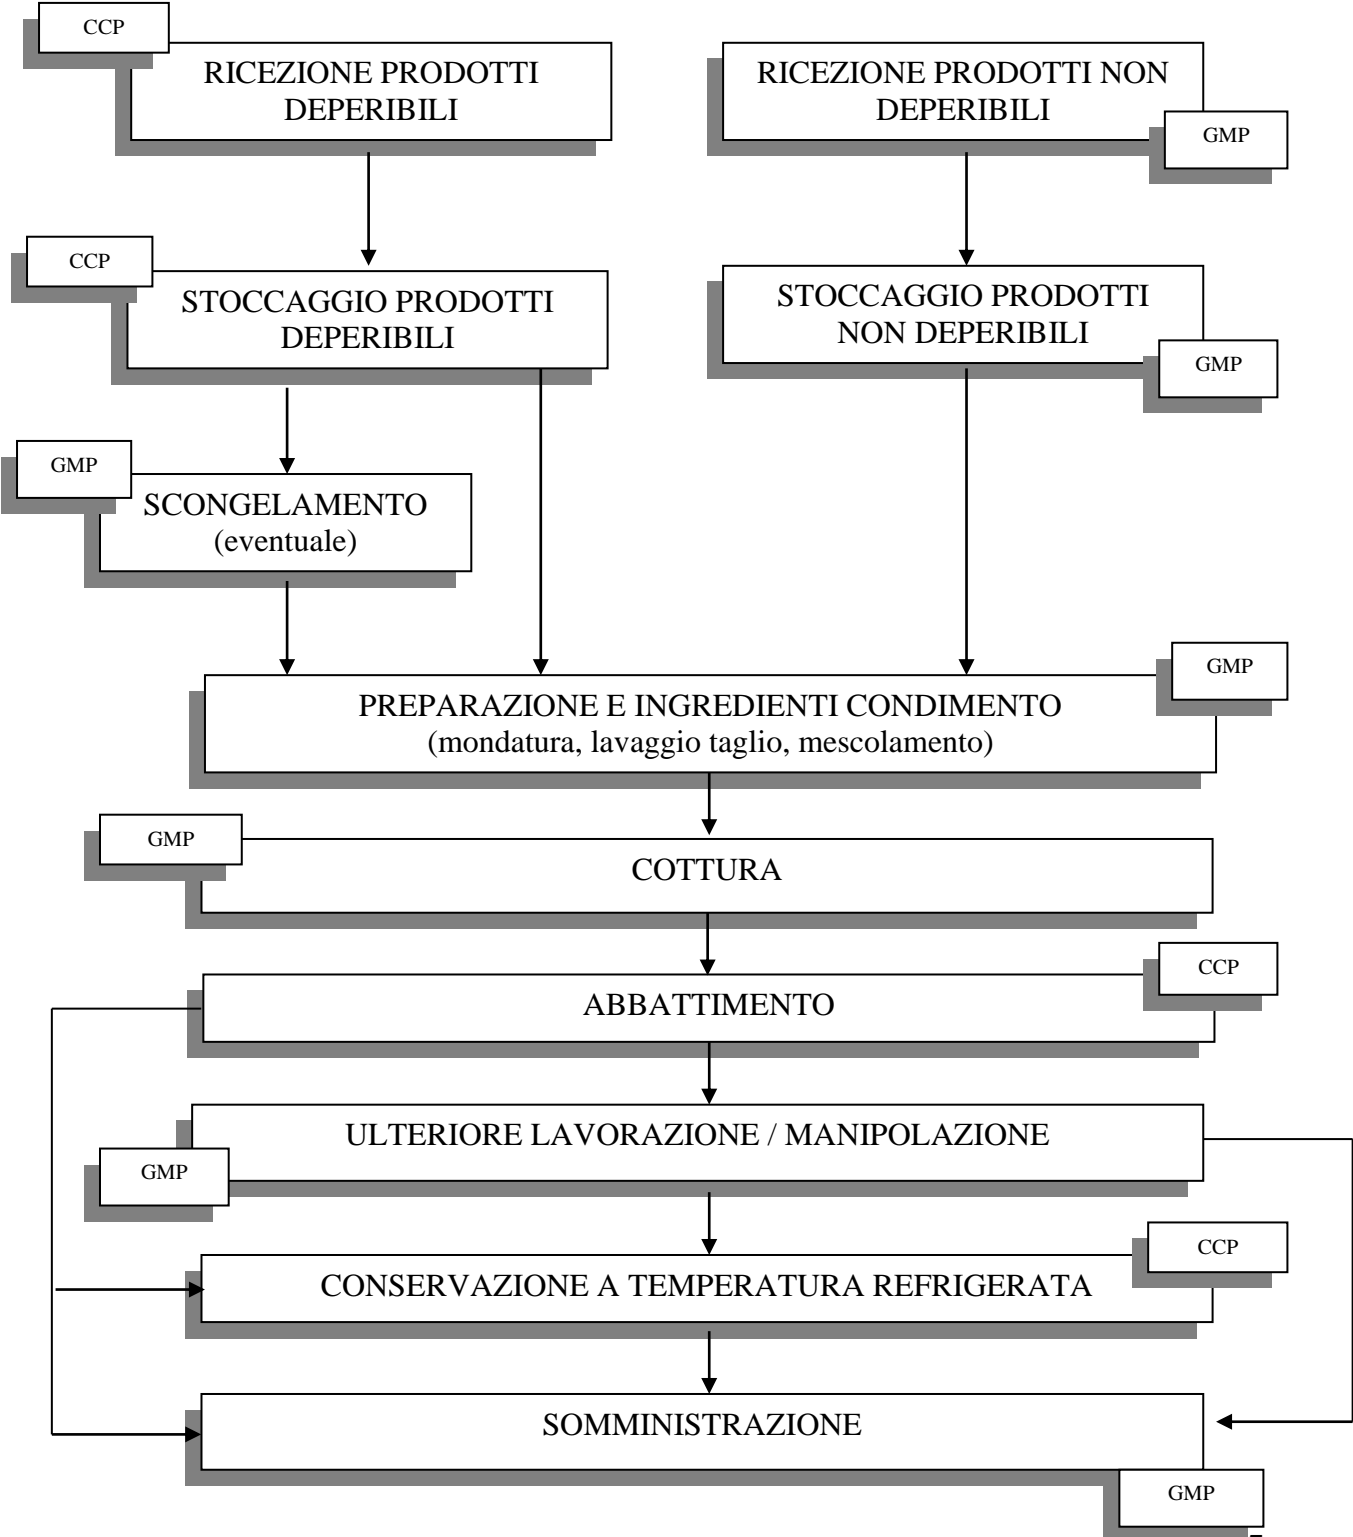 CCP
RICEZIONE PRODOTTI
DEPERIBILI
RICEZIONE PRODOTTI NON
DEPERIBILI
GMP
CCP
STOCCAGGIO PRODOTTI
DEPERIBILI
STOCCAGGIO PRODOTTI
NON DEPERIBILI
GMP
GMP
SCONGELAMENTO
(eventuale)
GMP
PREPARAZIONE E INGREDIENTI CONDIMENTO
(mondatura, lavaggio taglio, mescolamento)
GMP
COTTURA
CCP
ABBATTIMENTO
ULTERIORE LAVORAZIONE / MANIPOLAZIONE
GMP
CCP
CONSERVAZIONE A TEMPERATURA REFRIGERATA
SOMMINISTRAZIONE
GMP